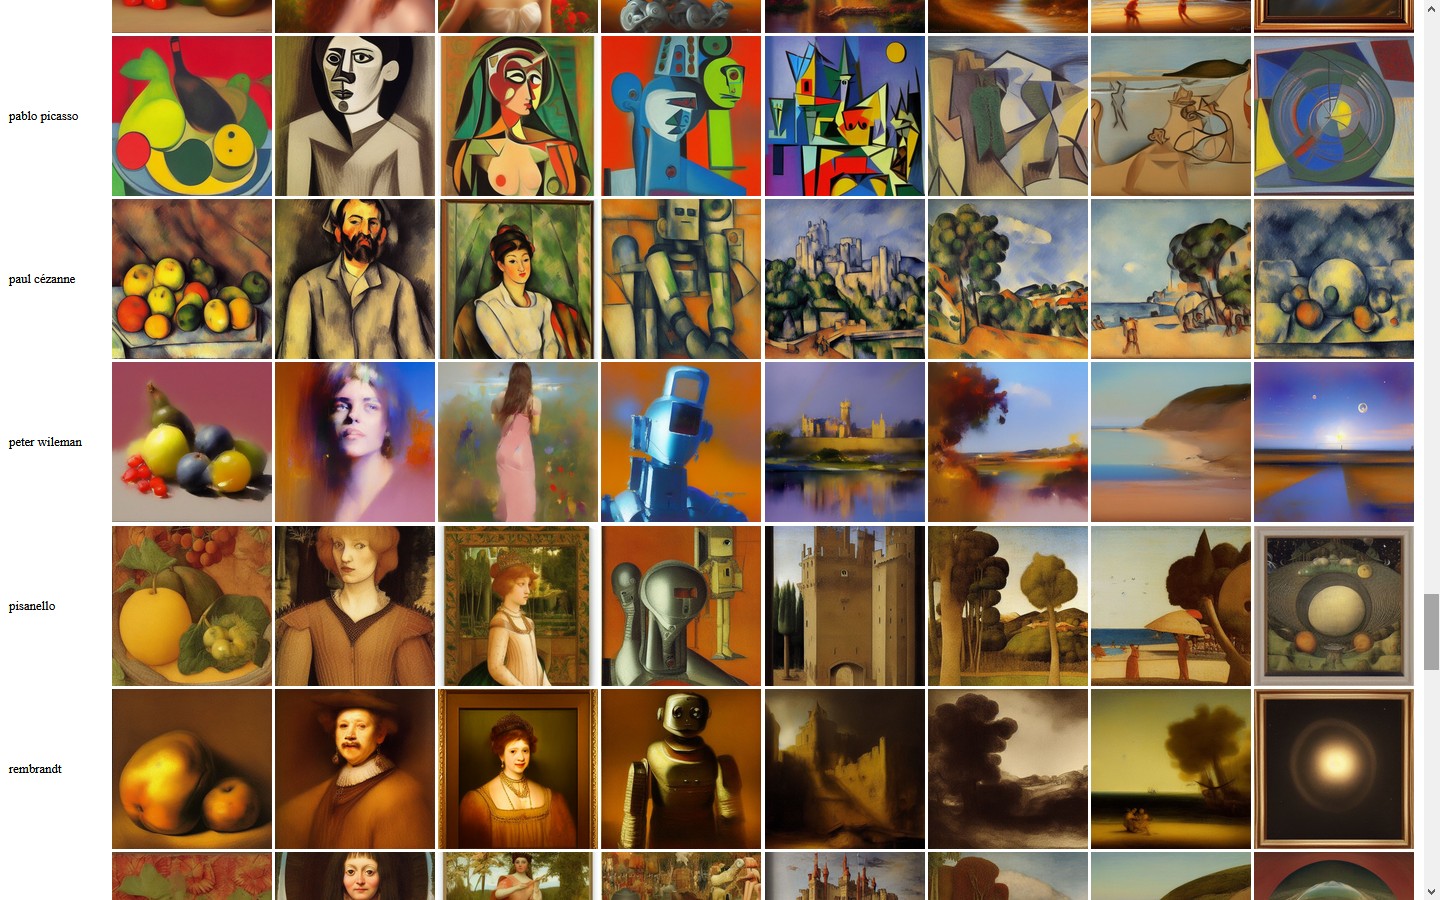 pablo picasso
paul cézanne
peter wileman
pisanello
rembrandt